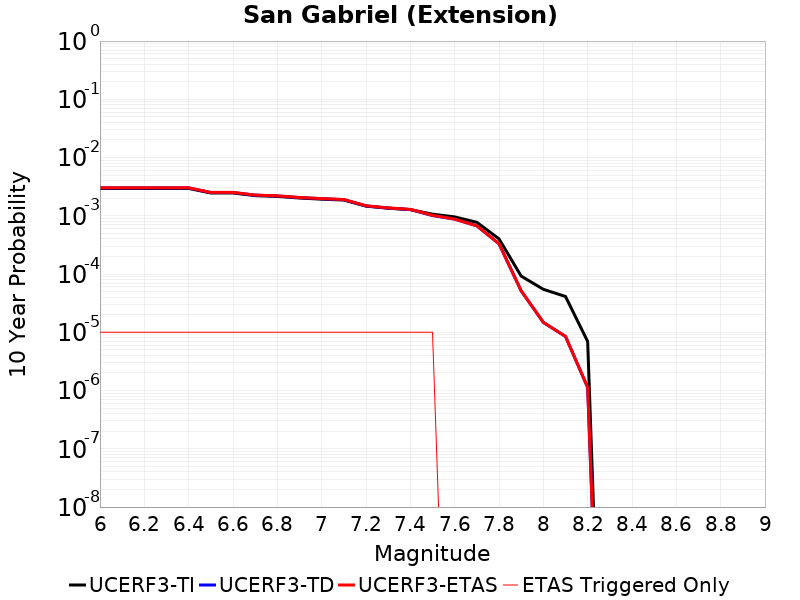 San Gabriel (Extension)
10^0
10^-1
10^-2
10^-3
10^-4
10^-5
10^-6
10^-7
10^-8
10 Year Probability
6 6.2 6.4 6.6 6.8 7 7.2 7.4 7.6 7.8 8 8.2 8.4 8.6 8.8 9
Magnitude
UCERF3-TI UCERF3-TD UCERF3-ETAS ETAS Triggered Only